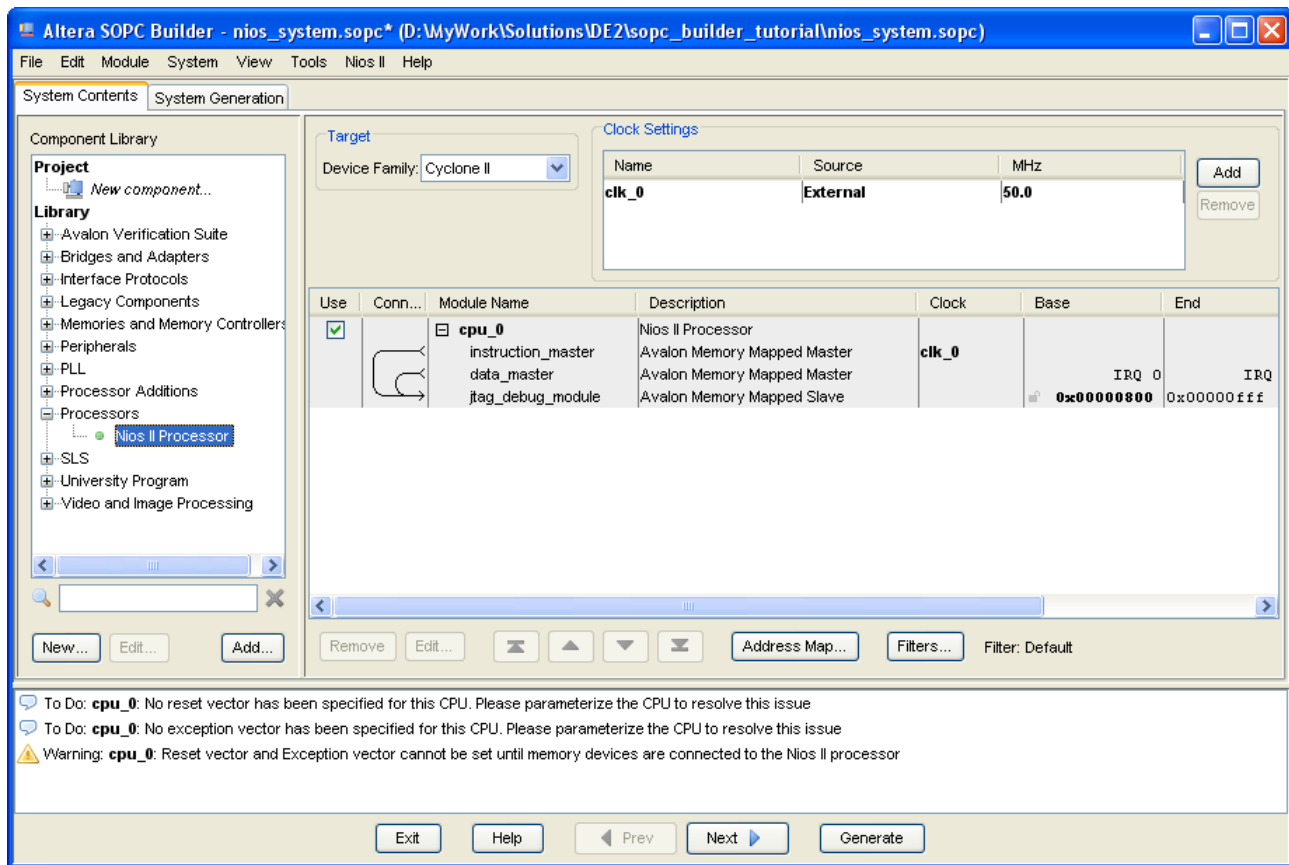 Altera SOPC Builder - nios_system.sopc* (D:\MyWork\Solutions\DE2\sopc_builder_tutorial\nios_system.sopc)
File Edit Module System View Tools Nios II Help
System Contents System Generation
Component Library
Project
New component...
Library
Avalon Verification Suite
Bridges and Adapters
Interface Protocols
Legacy Components
Memories and Memory Controllers
Peripherals
PLL
Processor Additions
Processors
Nios II Processor
SLS
University Program
Video and Image Processing
New... Edit... Add...
Target
Device Family: Cyclone II
Clock Settings
Name Source MHz
clk_0 External 50.0
Add
Remove
Use Conn... Module Name Description Clock Base End
cpu_0 Nios II Processor
instruction_master Avalon Memory Mapped Master clk_0
data_master Avalon Memory Mapped Master IRQ 0 IRQ
jtag_debug_module Avalon Memory Mapped Slave 0x00000800 0x00000fff
Remove Edit... Address Map... Filters... Filter: Default
To Do: cpu_0: No reset vector has been specified for this CPU. Please parameterize the CPU to resolve this issue
To Do: cpu_0: No exception vector has been specified for this CPU. Please parameterize the CPU to resolve this issue
Warning: cpu_0: Reset vector and Exception vector cannot be set until memory devices are connected to the Nios II processor
Exit Help Prev Next Generate